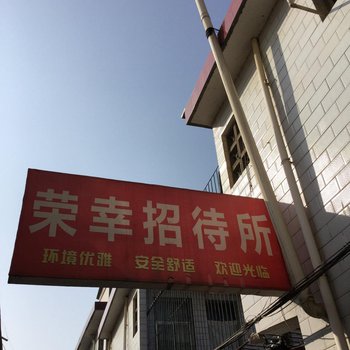 荣幸招待所
环境优雅 安全舒适 欢迎光临